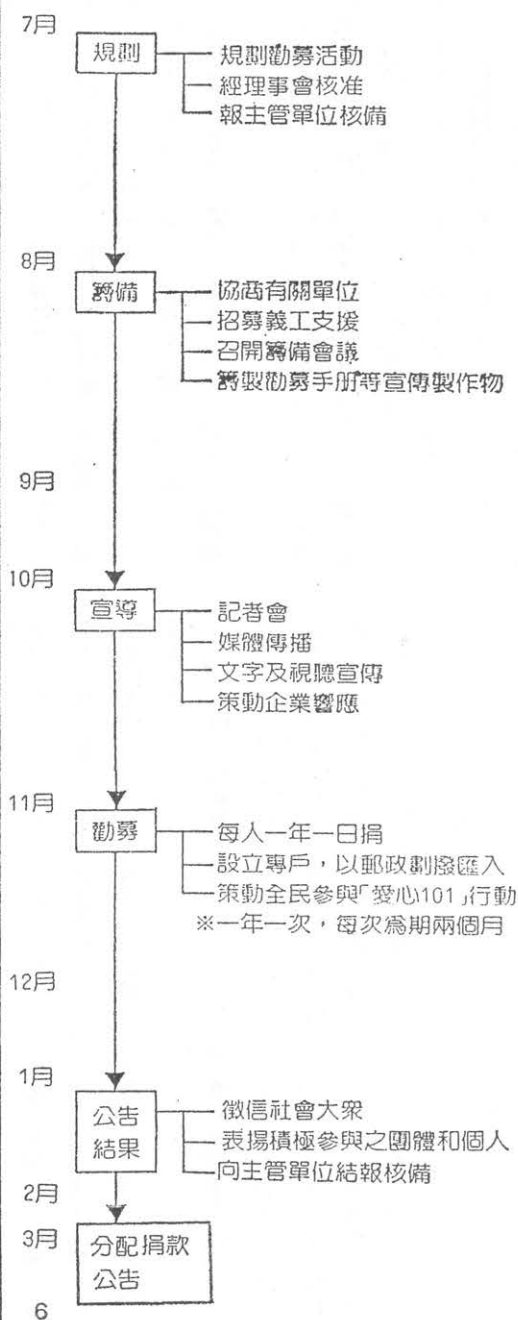 7月
規劃
規劃勸募活動
經理事會核准
報主管單位核備
8月
籌備
協商有關單位
招募義工支援
召開籌備會議
籌製勸募手册等宣傳製作物
9月
10月
宣導
記者會
媒體傳播
文字及視聽宣傳
策動企業響應
11月
勸募
每人一年一日捐
設立專戶，以郵政劃撥匯入
策動全民參與「愛心101」行動
※一年一次，每次為期兩個月
12月
1月
公告
結果
徵信社會大衆
表揚積極參與之團體和個人
向主管單位結報核備
2月
3月
分配捐款
公告
6